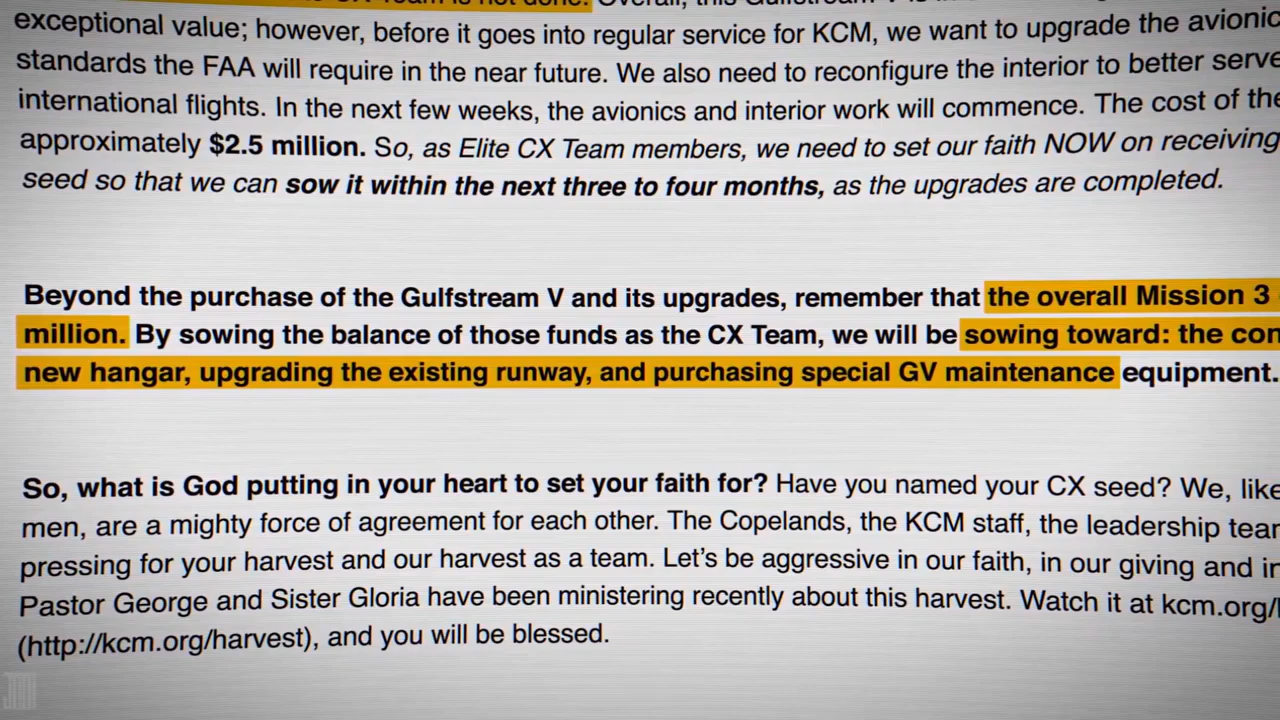 exceptional value; however, before it goes into regular service for KCM, we want to upgrade the avionic
standards the FAA will require in the near future. We also need to reconfigure the interior to better serve
international flights. In the next few weeks, the avionics and interior work will commence. The cost of the
approximately $2.5 million. So, as Elite CX Team members, we need to set our faith NOW on receiving
seed so that we can sow it within the next three to four months, as the upgrades are completed.
Beyond the purchase of the Gulfstream V and its upgrades, remember that the overall Mission 3
million. By sowing the balance of those funds as the CX Team, we will be sowing toward: the con
new hangar, upgrading the existing runway, and purchasing special GV maintenance equipment.
So, what is God putting in your heart to set your faith for? Have you named your CX seed? We, like
men, are a mighty force of agreement for each other. The Copelands, the KCM staff, the leadership tear
pressing for your harvest and our harvest as a team. Let's be aggressive in our faith, in our giving and in
Pastor George and Sister Gloria have been ministering recently about this harvest. Watch it at kcm.org/
(http://kcm.org/harvest), and you will be blessed.